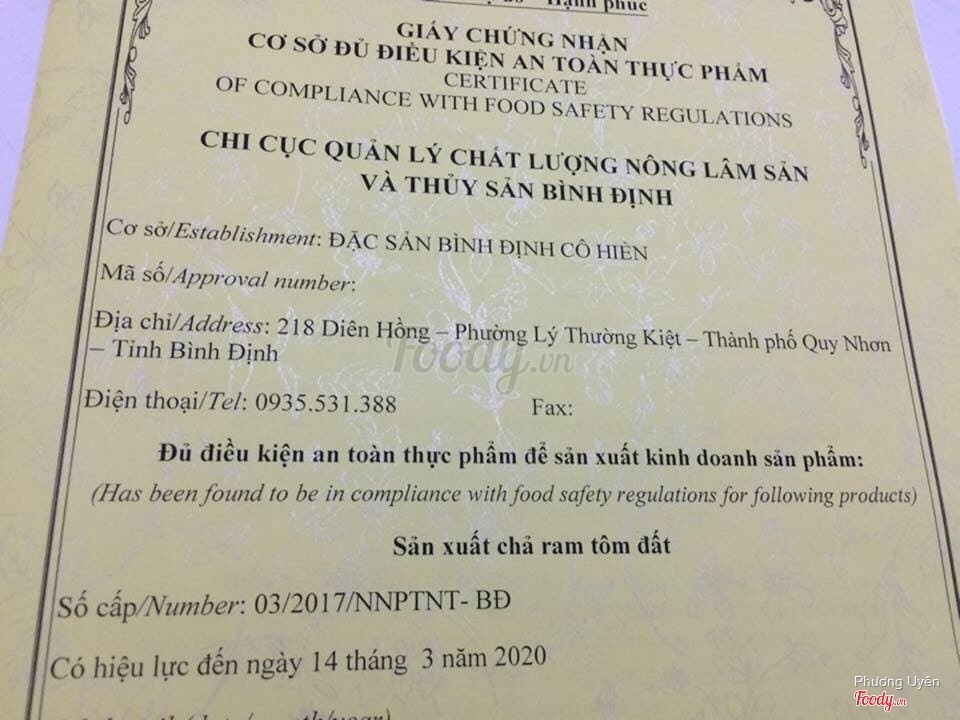 Hạnh phúc
GIẤY CHỨNG NHẬN
CƠ SỞ ĐỦ ĐIỀU KIỆN AN TOÀN THỰC PHẨM
CERTIFICATE
OF COMPLIANCE WITH FOOD SAFETY REGULATIONS
CHI CỤC QUẢN LÝ CHẤT LƯỢNG NÔNG LÂM SẢN
VÀ THỦY SẢN BÌNH ĐỊNH
Cơ sở/Establishment: ĐẶC SẢN BÌNH ĐỊNH CÔ HIÈN
Mã số/Approval number:
Địa chỉ/Address: 218 Diên Hồng – Phường Lý Thường Kiệt – Thành phố Quy Nhơn
– Tỉnh Bình Định
Foody.vn
Điện thoại/Tel: 0935.531.388 Fax:
Đủ điều kiện an toàn thực phẩm để sản xuất kinh doanh sản phẩm:
(Has been found to be in compliance with food safety regulations for following products)
Sản xuất chả ram tôm đất
Số cấp/Number: 03/2017/NNPTNT- BĐ
Có hiệu lực đến ngày 14 tháng 3 năm 2020
Phương Uyên
Foody.vn